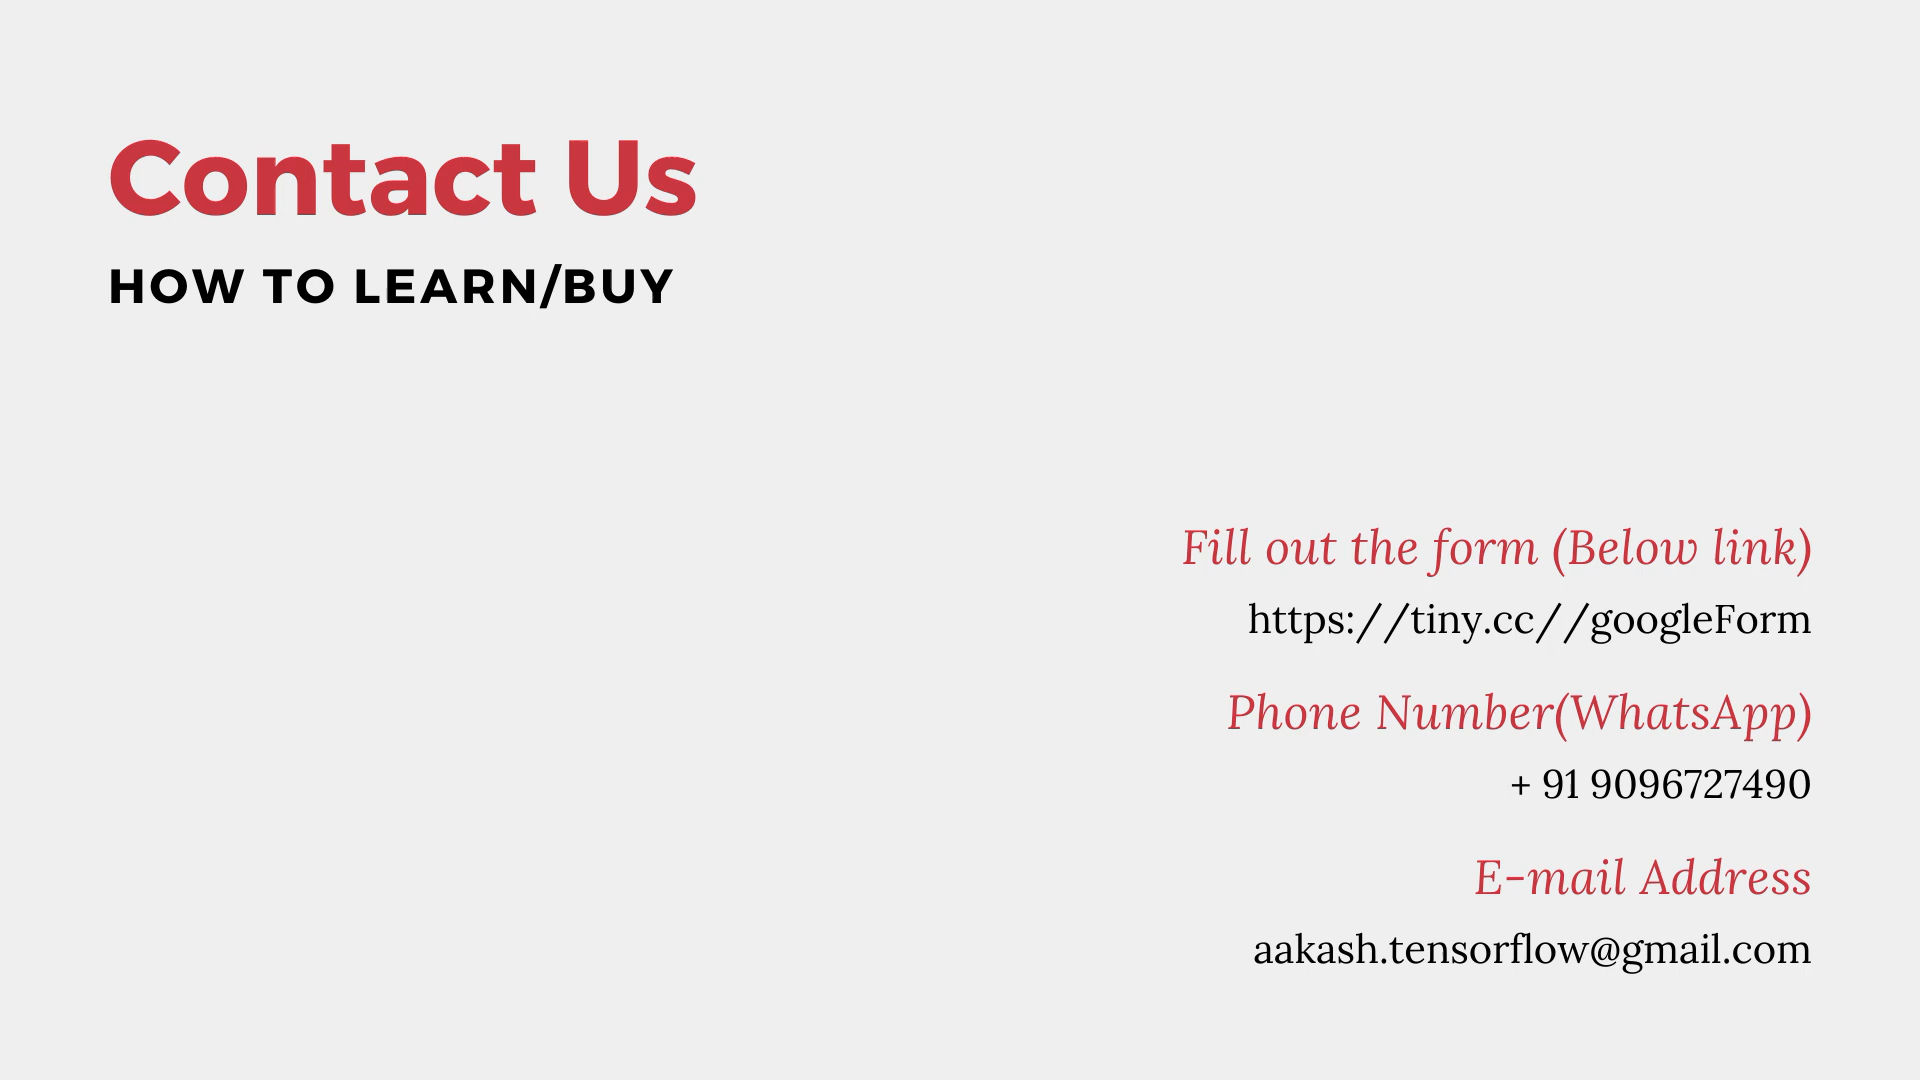 Contact Us
HOW TO LEARN/BUY
Fill out the form (Below link)
https://tiny.cc//googleForm
Phone Number(WhatsApp)
+ 91 9096727490
E-mail Address
aakash.tensorflow@gmail.com